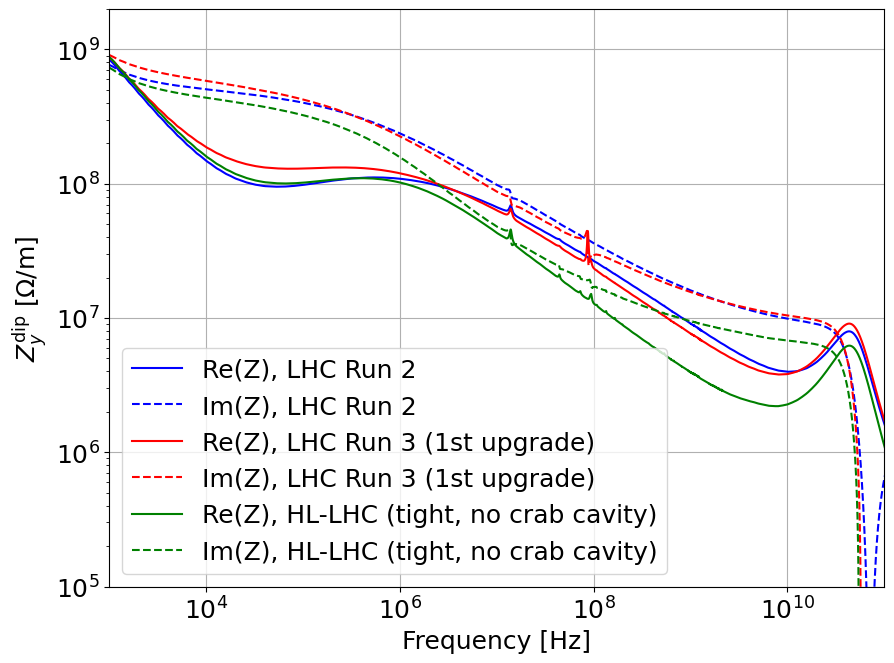 10^9
10^8
10^7
10^6
10^5
Z_y^dip [Ω/m]
Re(Z), LHC Run 2
Im(Z), LHC Run 2
Re(Z), LHC Run 3 (1st upgrade)
Im(Z), LHC Run 3 (1st upgrade)
Re(Z), HL-LHC (tight, no crab cavity)
Im(Z), HL-LHC (tight, no crab cavity)
10^4 10^6 10^8 10^10
Frequency [Hz]